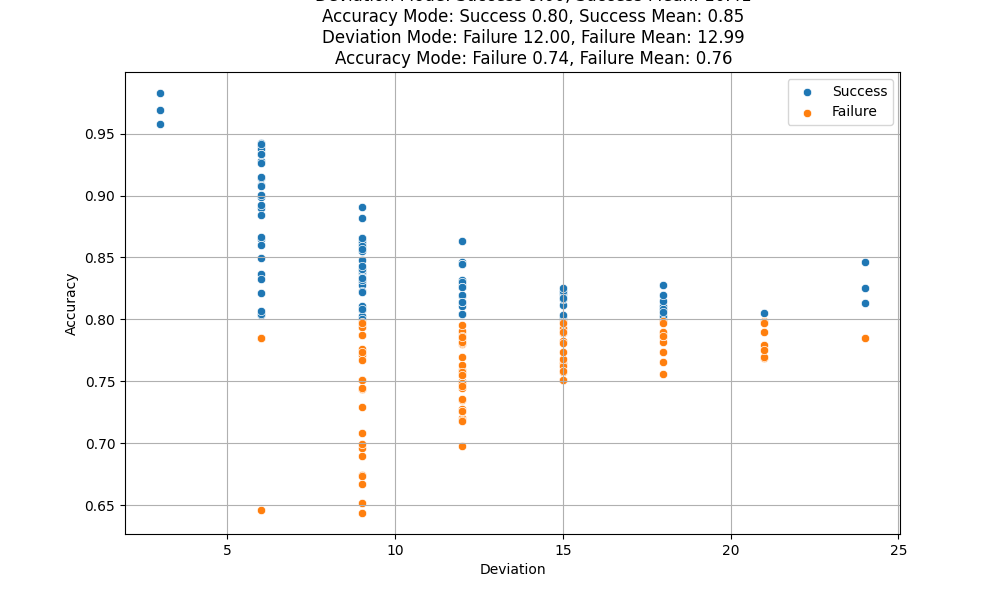 Accuracy Mode: Success 0.80, Success Mean: 0.85
Deviation Mode: Failure 12.00, Failure Mean: 12.99
Accuracy Mode: Failure 0.74, Failure Mean: 0.76
Success
Failure
0.95
0.90
0.85
0.80
0.75
0.70
0.65
Accuracy
5
10
15
20
25
Deviation